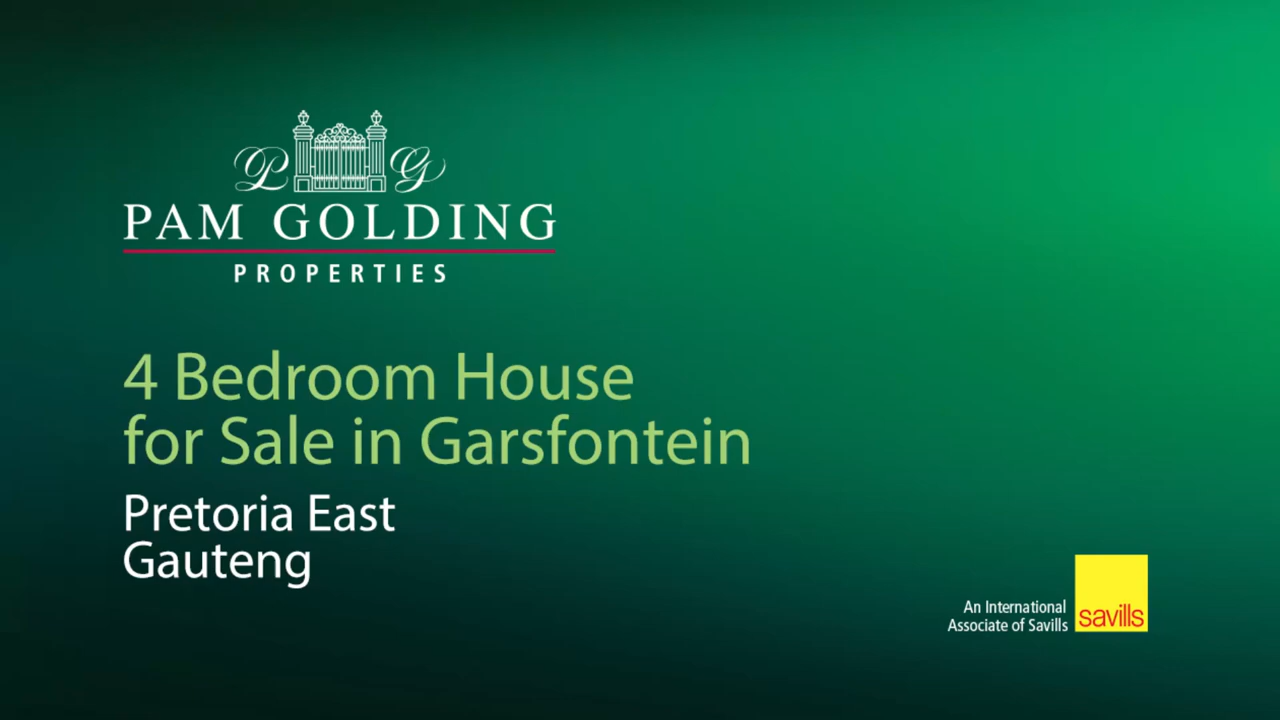 P G
PAM GOLDING
PROPERTIES
4 Bedroom House
for Sale in Garsfontein
Pretoria East
Gauteng
An International
Associate of Savills
savills